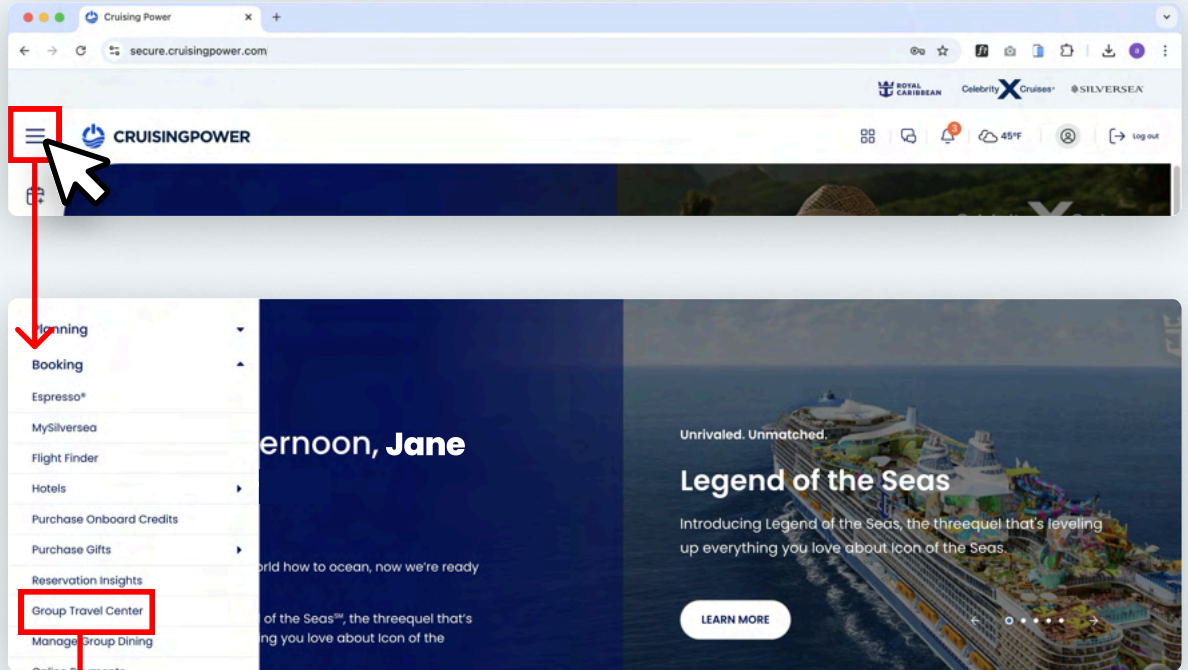 Cruising Power
secure.cruisingpower.com
a
ROYAL
CARIBBEAN
Celebrity X Cruises®
SILVERSEA
CRUISINGPOWER
3
45°F
Log out
Planning
Booking
Espresso®
MySilversea
Flight Finder
Hotels
Purchase Onboard Credits
Purchase Gifts
Reservation Insights
Group Travel Center
Manage Group Dining
Online Payments
ernoon, Jane
orld how to ocean, now we're ready
of the Seas℠, the threequel that's
ing you love about Icon of the
Unrivaled. Unmatched.
Legend of the Seas
Introducing Legend of the Seas, the threequel that's leveling
up everything you love about Icon of the Seas.
LEARN MORE